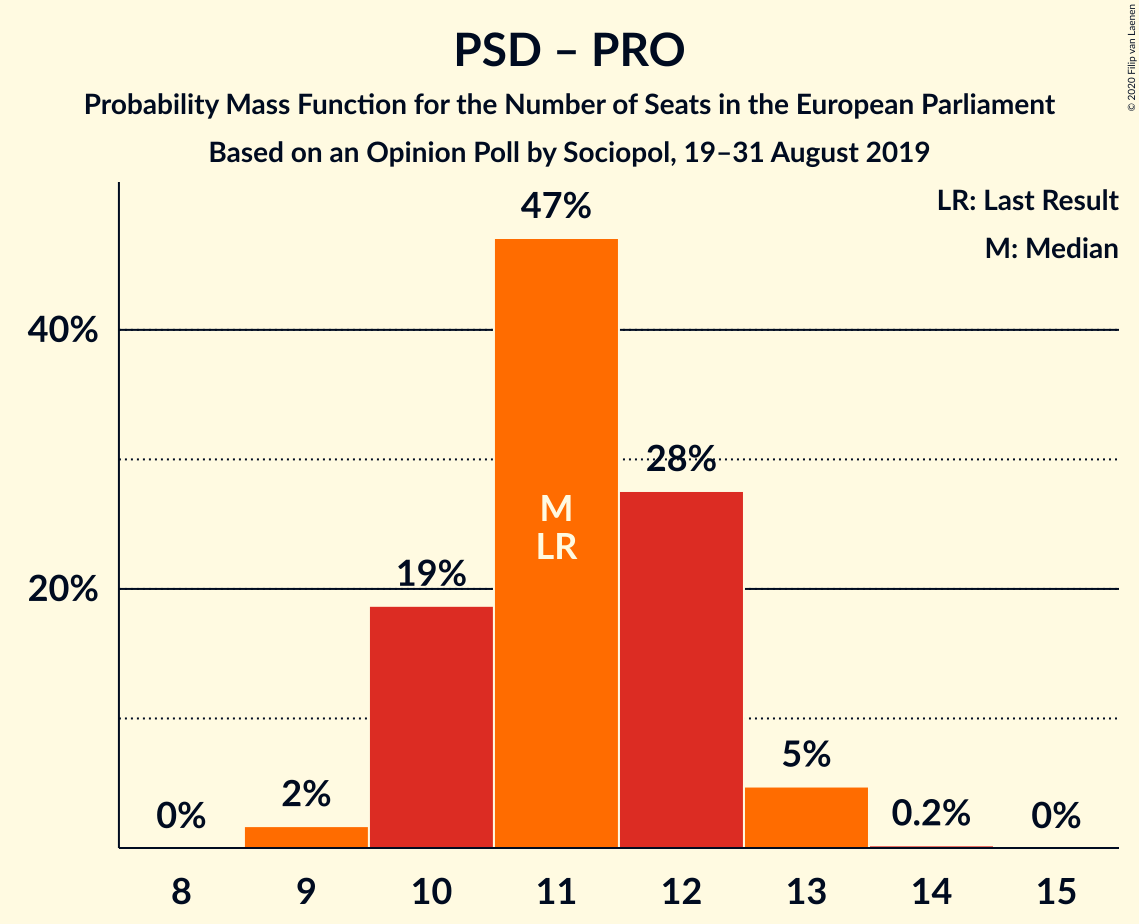 PSD – PRO
Probability Mass Function for the Number of Seats in the European Parliament
Based on an Opinion Poll by Sociopol, 19–31 August 2019
© 2020 Filip van Laenen
LR: Last Result
M: Median
47%
40%
28%
M
LR
19%
20%
5%
2%
0%
0.2%
0%
8 9 10 11 12 13 14 15